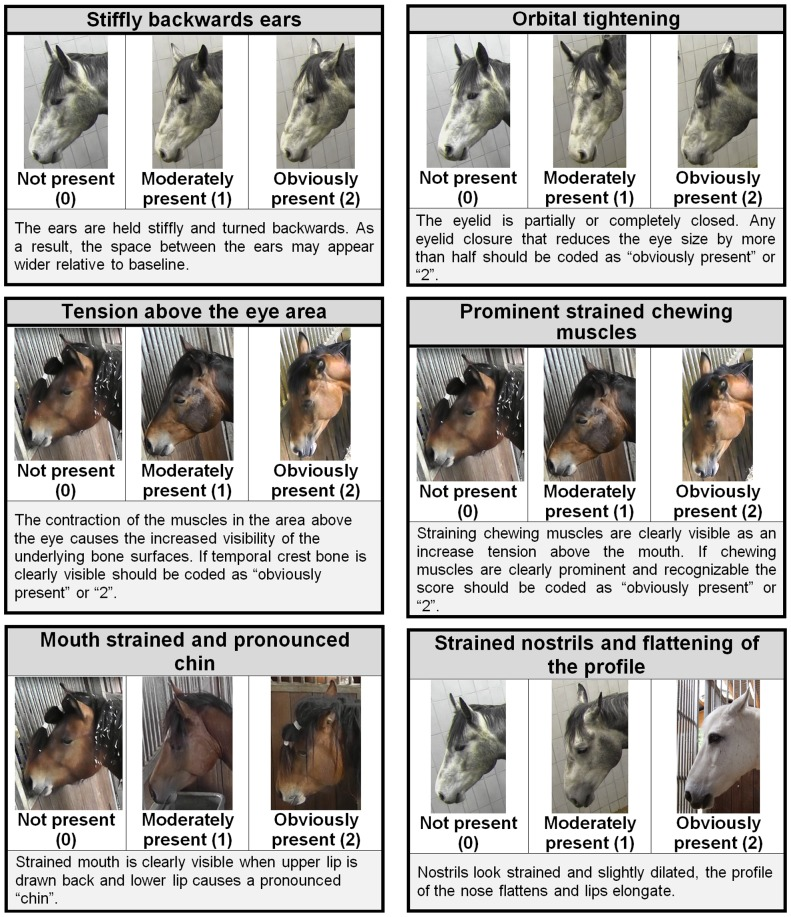 Stiffly backwards ears
Not present
(0)
Moderately
present (1)
Obviously
present (2)
The ears are held stiffly and turned backwards. As
a result, the space between the ears may appear
wider relative to baseline.
Orbital tightening
Not present
(0)
Moderately
present (1)
Obviously
present (2)
The eyelid is partially or completely closed. Any
eyelid closure that reduces the eye size by more
than half should be coded as “obviously present” or
“2”.
Tension above the eye area
Not present
(0)
Moderately
present (1)
Obviously
present (2)
The contraction of the muscles in the area above
the eye causes the increased visibility of the
underlying bone surfaces. If temporal crest bone is
clearly visible should be coded as “obviously
present” or “2”.
Prominent strained chewing
muscles
Not present
(0)
Moderately
present (1)
Obviously
present (2)
Straining chewing muscles are clearly visible as an
increase tension above the mouth. If chewing
muscles are clearly prominent and recognizable the
score should be coded as “obviously present” or
“2”.
Mouth strained and pronounced
chin
Not present
(0)
Moderately
present (1)
Obviously
present (2)
Strained mouth is clearly visible when upper lip is
drawn back and lower lip causes a pronounced
“chin”.
Strained nostrils and flattening of
the profile
Not present
(0)
Moderately
present (1)
Obviously
present (2)
Nostrils look strained and slightly dilated, the profile
of the nose flattens and lips elongate.